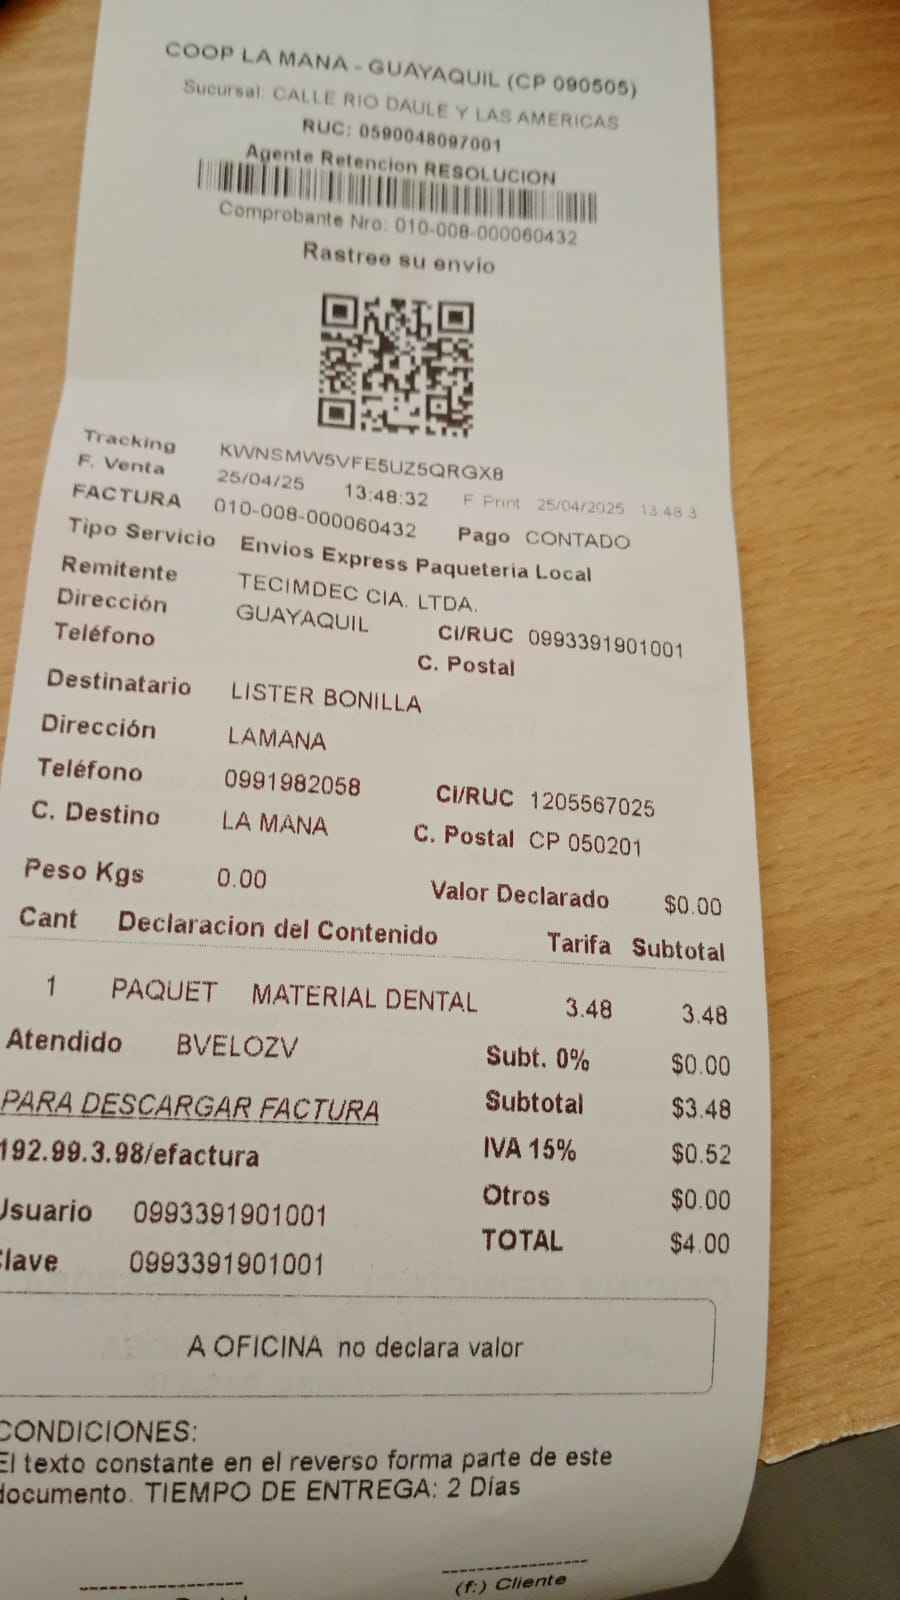 COOP LA MANA - GUAYAQUIL (CP 090505)
Sucursal: CALLE RIO DAULE Y LAS AMERICAS
RUC: 0590048097001
Agente Retencion RESOLUCION
Comprobante Nro: 010-008-000060432
Rastree su envio
Tracking KWNSMW5VFE5UZ5QRGX8
F. Venta 25/04/25 13:48:32 F Print 25/04/2025 13:48 3
FACTURA 010-008-000060432 Pago CONTADO
Tipo Servicio Envios Express Paqueteria Local
Remitente TECIMDEC CIA. LTDA.
Dirección GUAYAQUIL CI/RUC 0993391901001
Teléfono C. Postal
Destinatario LISTER BONILLA
Dirección LAMANA
Teléfono 0991982058 CI/RUC 1205567025
C. Destino LA MANA C. Postal CP 050201
Peso Kgs 0.00 Valor Declarado $0.00
Cant Declaracion del Contenido Tarifa Subtotal
1 PAQUET MATERIAL DENTAL 3.48 3.48
Atendido BVELOZV Subt. 0% $0.00
PARA DESCARGAR FACTURA Subtotal $3.48
192.99.3.98/efactura IVA 15% $0.52
Usuario 0993391901001 Otros $0.00
Clave 0993391901001 TOTAL $4.00
A OFICINA no declara valor
CONDICIONES:
El texto constante en el reverso forma parte de este
documento. TIEMPO DE ENTREGA: 2 Días
(f:) Cliente